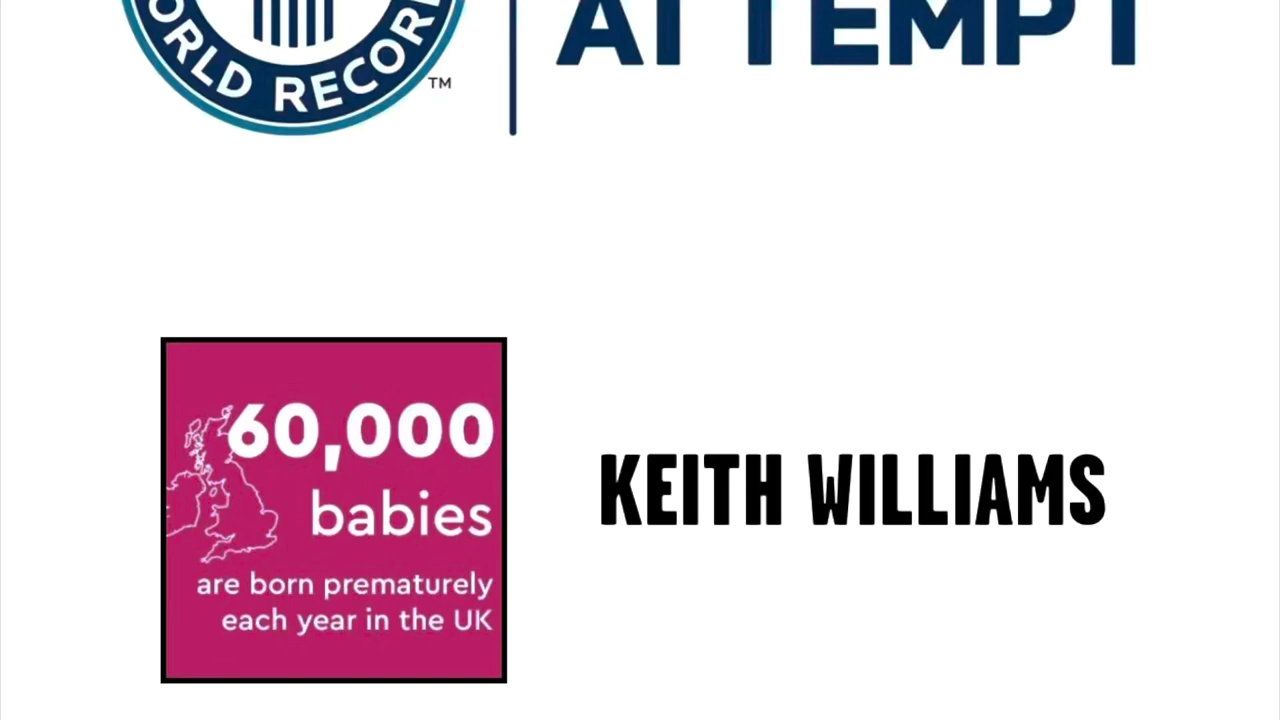 ORLD RECOR
TM
ATTEMPT
60,000
babies
are born prematurely
each year in the UK
KEITH WILLIAMS